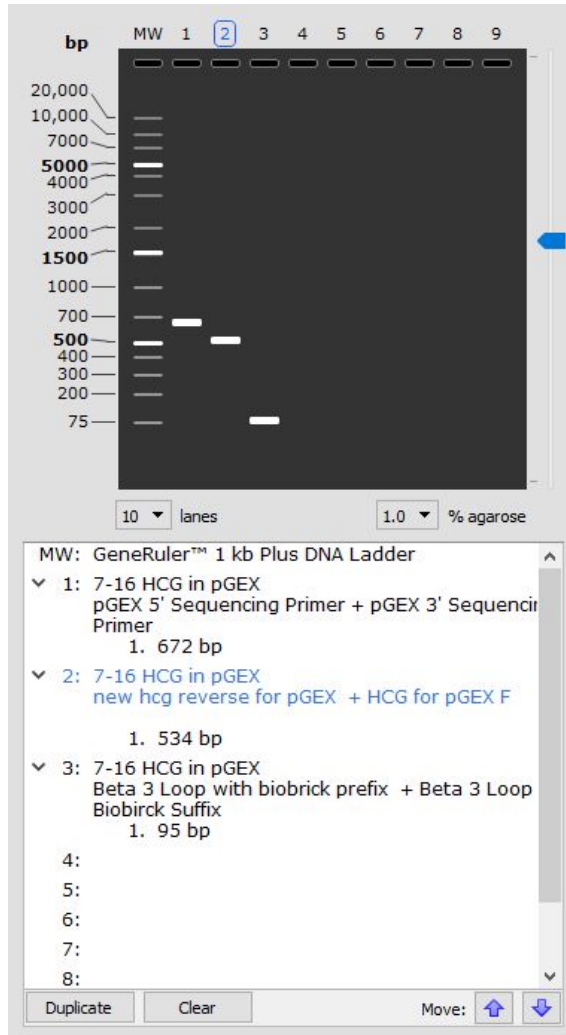 bp
MW 1 2 3 4 5 6 7 8 9
20,000
10,000
7000
5000
4000
3000
2000
1500
1000
700
500
400
300
200
75
10 lanes
1.0 % agarose
MW: GeneRuler™ 1 kb Plus DNA Ladder
1: 7-16 HCG in pGEX
pGEX 5' Sequencing Primer + pGEX 3' Sequencin
Primer
1. 672 bp
2: 7-16 HCG in pGEX
new hcg reverse for pGEX + HCG for pGEX F
1. 534 bp
3: 7-16 HCG in pGEX
Beta 3 Loop with biobrick prefix + Beta 3 Loop
Biobirck Suffix
1. 95 bp
4:
5:
6:
7:
8:
Duplicate Clear Move: